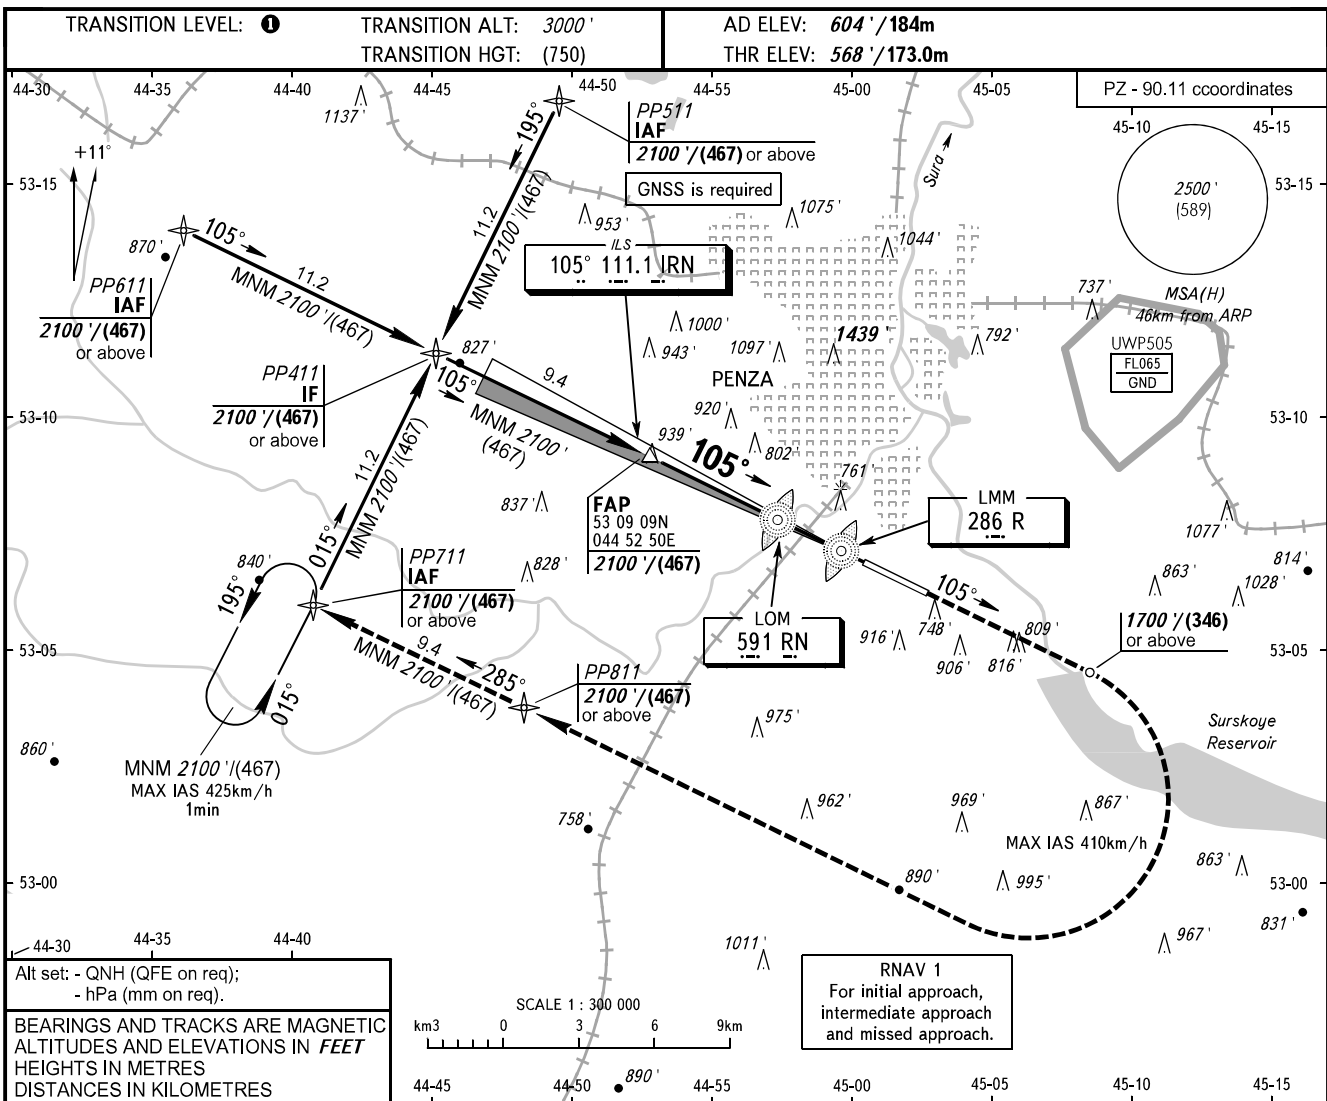 TRANSITION LEVEL: ❶
TRANSITION ALT: 3000 '
TRANSITION HGT: (750)
AD ELEV: 604 '/184m
THR ELEV: 568 '/173.0m
44-30 44-35 44-40 44-45 44-50 44-55 45-00 45-05
PZ - 90.11 ccoordinates
45-10 45-15
1137 '
195°
PP511
IAF
2100 '/(467) or above
GNSS is required
Sura
2500 '
(589)
+11°
53-15
53-15
11.2
MNM 2100 '/(467)
953 '
1075 '
1044 '
870 '
105°
11.2
MNM 2100 '/(467)
ILS
105° 111.1 IRN
PP611
IAF
2100 '/(467)
or above
737 '
MSA(H)
46km from ARP
UWP505
FL065
GND
1000 '
943 '
1097 '
1439 '
792 '
827 '
PENZA
PP411
IF
2100 '/(467)
or above
105°
9.4
MNM 2100 '
(467)
920 '
939 '
802 '
105°
761 '
53-10
53-10
11.2
MNM 2100 '/(467)
837 '
FAP
53 09 09N
044 52 50E
2100 '/(467)
LMM
286 R
1077 '
814 '
840 '
195°
015°
PP711
IAF
2100 '/(467)
or above
828 '
863 '
1028 '
105°
1700 '/(346)
or above
LOM
591 RN
916 '
748 '
906 '
809 '
816 '
53-05
53-05
9.4
MNM 2100 '/(467)
285°
PP811
2100 '/(467)
or above
015°
975 '
Surskoye
Reservoir
860 '
MNM 2100 '/(467)
MAX IAS 425km/h
1min
758 '
962 '
969 '
867 '
MAX IAS 410km/h
863 '
53-00
890 '
995 '
53-00
831 '
967 '
1011 '
44-30 44-35 44-40
Alt set: - QNH (QFE on req);
- hPa (mm on req).
RNAV 1
For initial approach,
intermediate approach
and missed approach.
SCALE 1 : 300 000
km3 0 3 6 9km
BEARINGS AND TRACKS ARE MAGNETIC
ALTITUDES AND ELEVATIONS IN FEET
HEIGHTS IN METRES
DISTANCES IN KILOMETRES
890 '
44-45 44-50 44-55 45-00 45-05 45-10 45-15